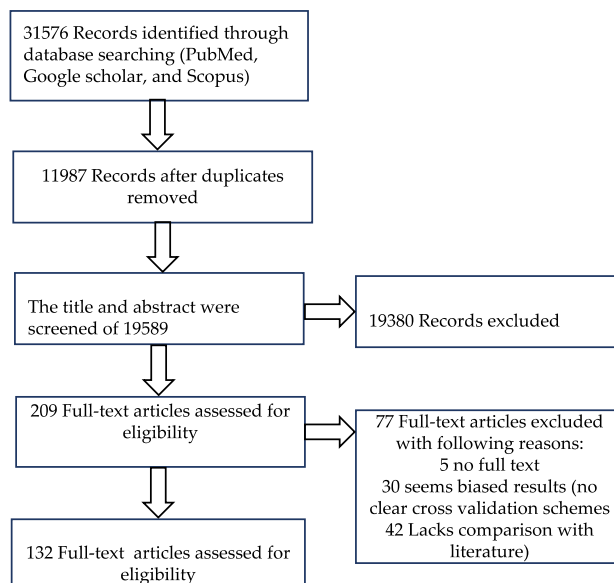 31576 Records identified through
database searching (PubMed,
Google scholar, and Scopus)
11987 Records after duplicates
removed
The title and abstract were
screened of 19589
19380 Records excluded
209 Full-text articles assessed for
eligibility
77 Full-text articles excluded
with following reasons:
5 no full text
30 seems biased results (no
clear cross validation schemes
42 Lacks comparison with
literature)
132 Full-text articles assessed for
eligibility